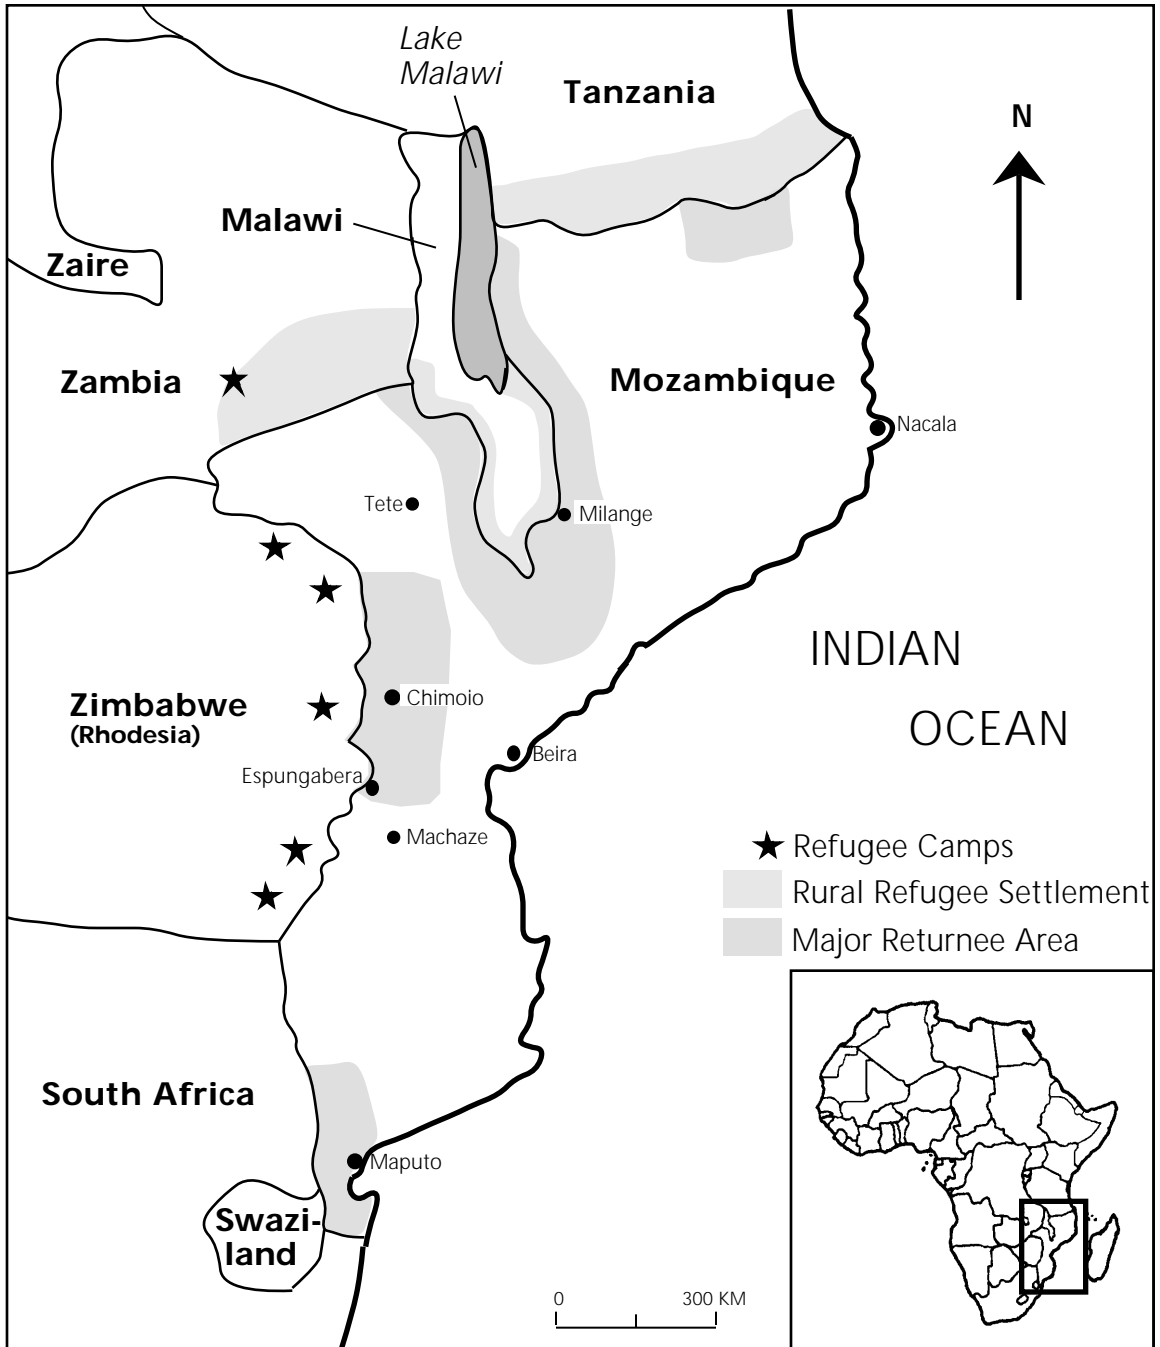 Lake
Malawi
Tanzania
N
Malawi
Zaire
Zambia
Mozambique
Nacala
Tete
Milange
INDIAN
OCEAN
Zimbabwe
(Rhodesia)
Chimoio
Beira
Espungabera
Machaze
Refugee Camps
Rural Refugee Settlement
Major Returnee Area
South Africa
Maputo
Swazi-
land
0 300 KM